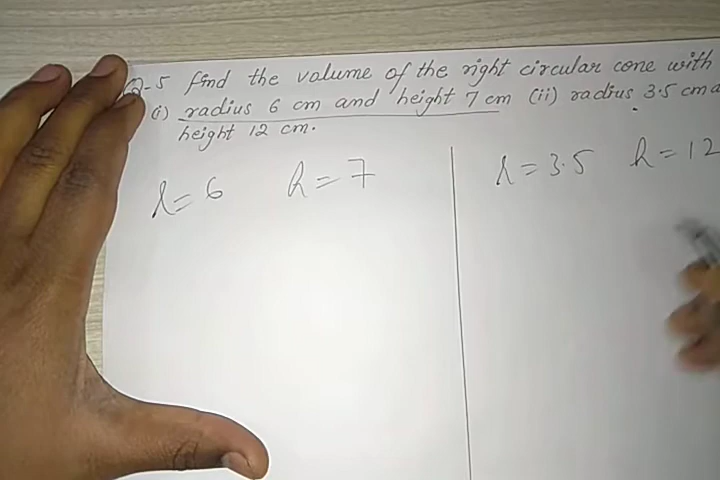 Q-5 find the volume of the right circular cone with
(i) radius 6 cm and height 7 cm (ii) radius 3.5 cm a
height 12 cm.
r=6 h=7
r=3.5 h=12